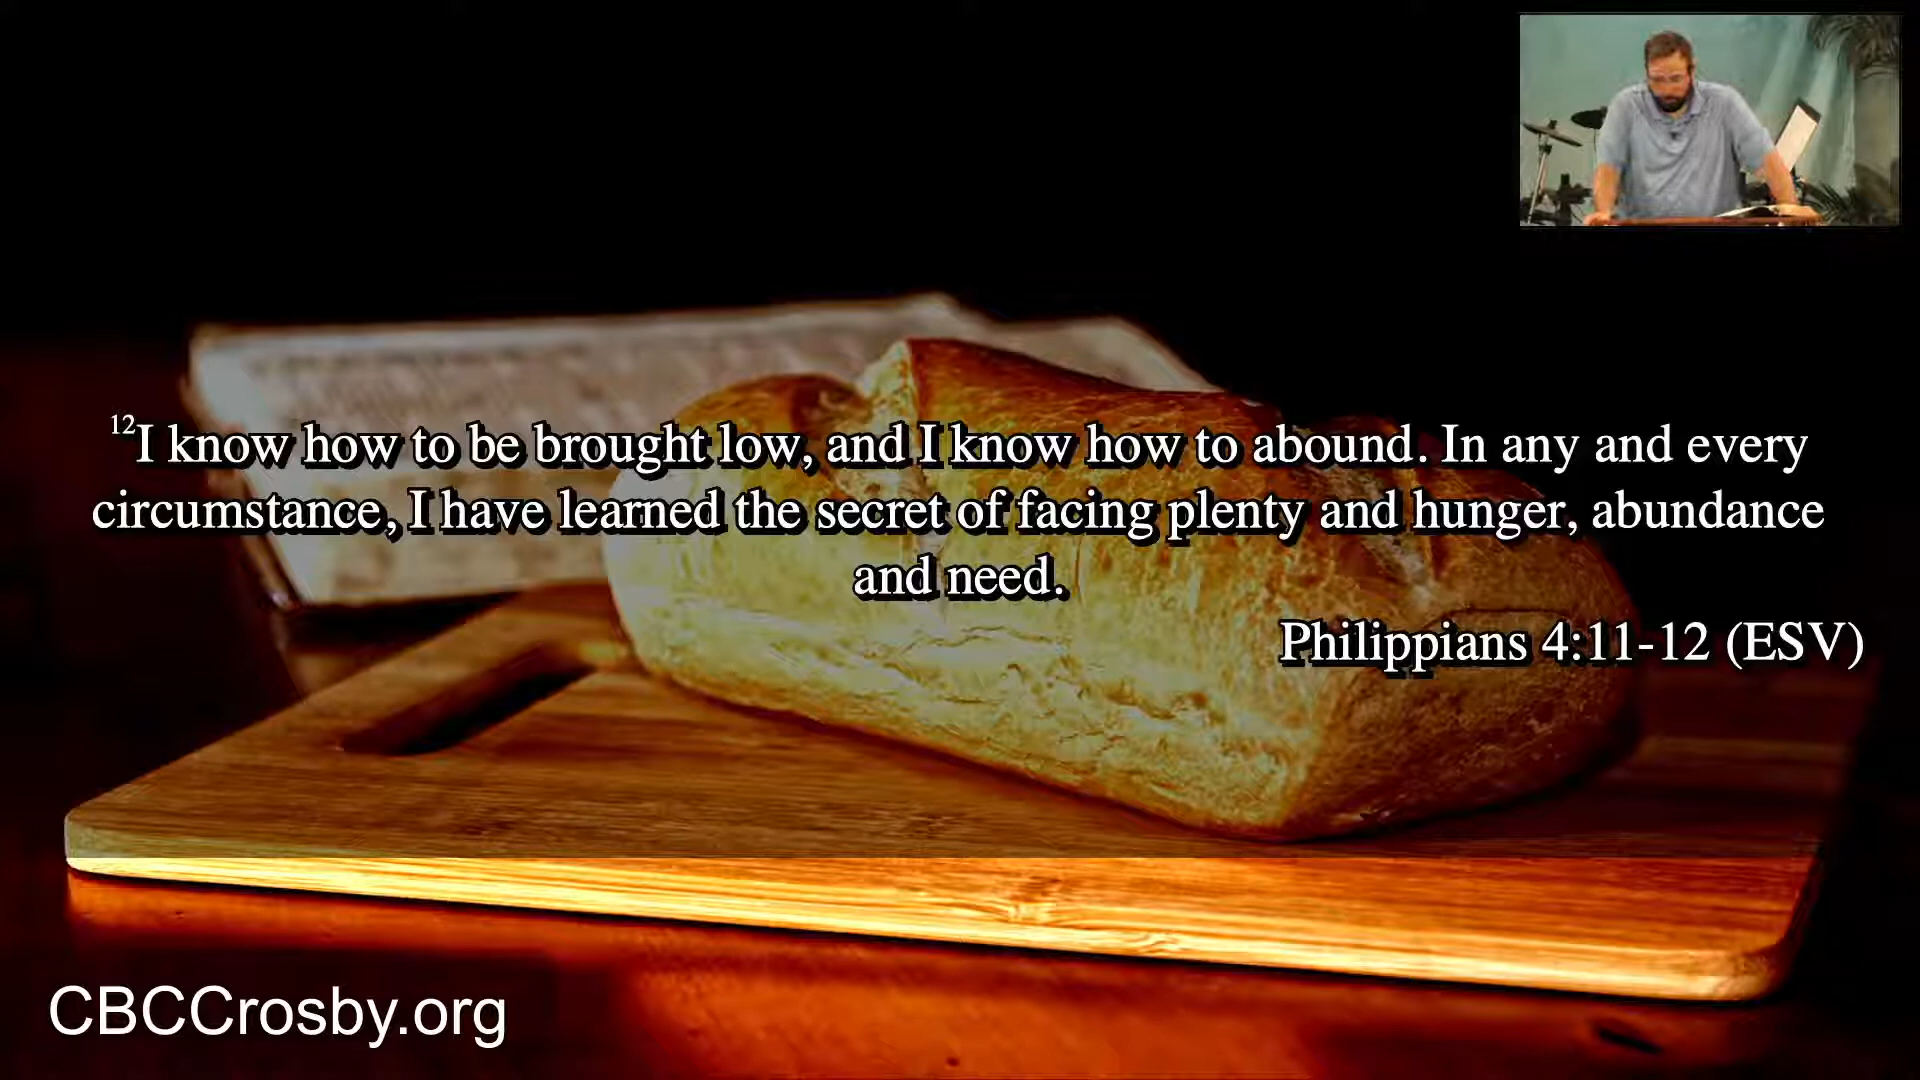 12I know how to be brought low, and I know how to abound. In any and every
circumstance, I have learned the secret of facing plenty and hunger, abundance
and need.
Philippians 4:11-12 (ESV)
CBCCrosby.org